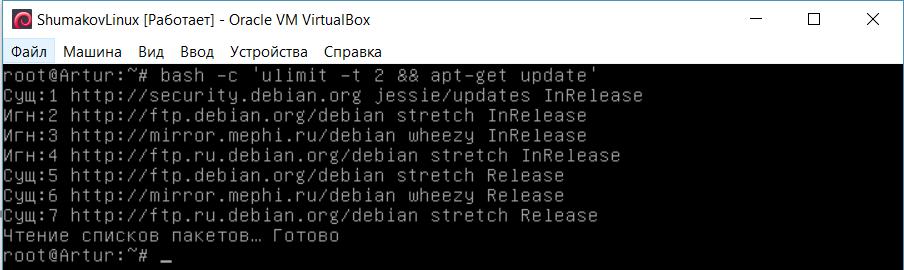 ShumakovLinux [Работает] - Oracle VM VirtualBox
Файл Машина Вид Ввод Устройства Справка
root@Artur:~# bash -c 'ulimit -t 2 && apt-get update'
Сущ:1 http://security.debian.org jessie/updates InRelease
Игн:2 http://ftp.debian.org/debian stretch InRelease
Игн:3 http://mirror.mephi.ru/debian wheezy InRelease
Игн:4 http://ftp.ru.debian.org/debian stretch InRelease
Сущ:5 http://ftp.debian.org/debian stretch Release
Сущ:6 http://mirror.mephi.ru/debian wheezy Release
Сущ:7 http://ftp.ru.debian.org/debian stretch Release
Чтение списков пакетов… Готово
root@Artur:~# _